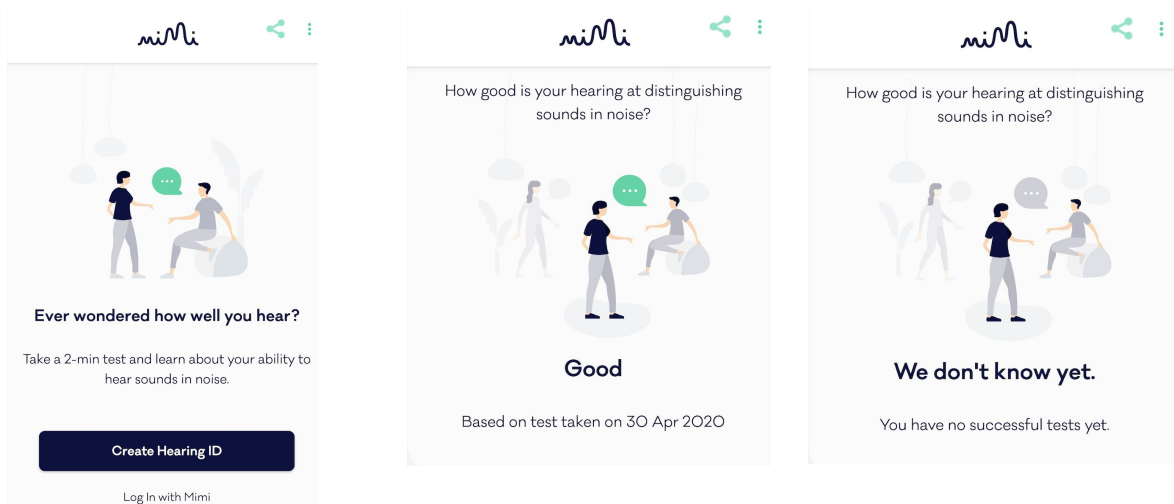 mimi
Ever wondered how well you hear?
Take a 2-min test and learn about your ability to
hear sounds in noise.
Create Hearing ID
Log In with Mimi
mimi
How good is your hearing at distinguishing
sounds in noise?
Good
Based on test taken on 30 Apr 2020
mimi
How good is your hearing at distinguishing
sounds in noise?
We don't know yet.
You have no successful tests yet.